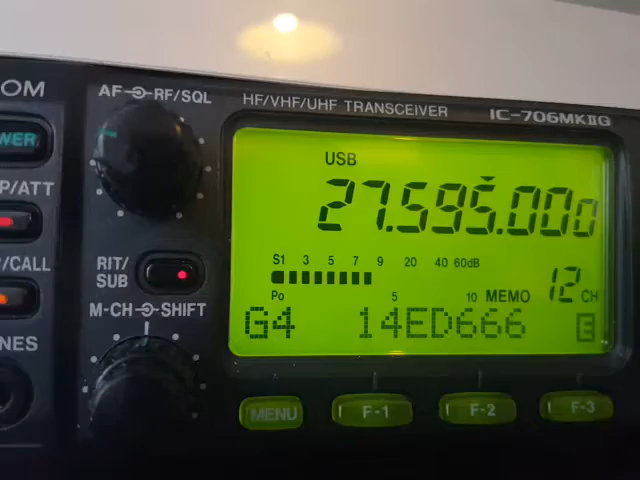 OM
AF RF/SQL
HF/VHF/UHF TRANSCEIVER
IC-706MKIIG
WER
P/ATT
/CALL
NES
RIT/
SUB
M-CH SHIFT
USB
27.595.000
S1 3 5 7 9 20 40 60dB
Po 5 10 MEMO 12 CH
G4 14ED666 E
MENU F-1 F-2 F-3